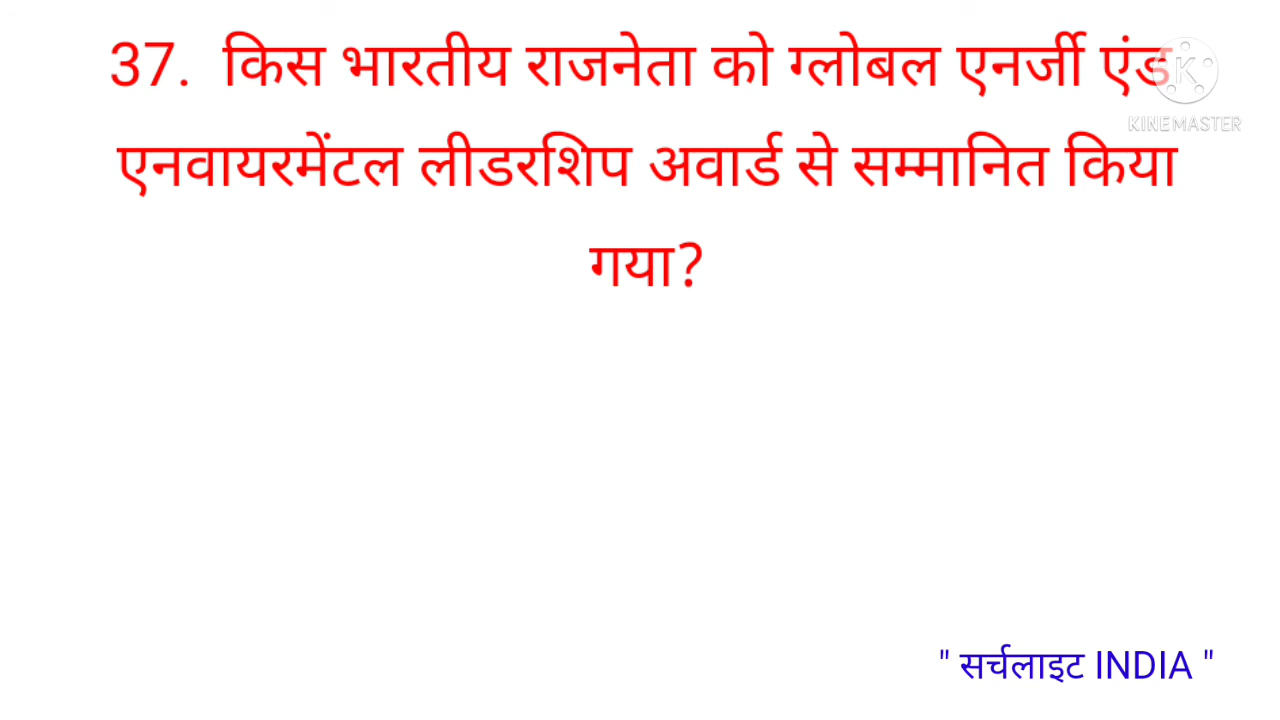 37. किस भारतीय राजनेता को ग्लोबल एनर्जी एंड
एनवायरमेंटल लीडरशिप अवार्ड से सम्मानित किया
गया?
KINEMASTER
" सर्चलाइट INDIA "